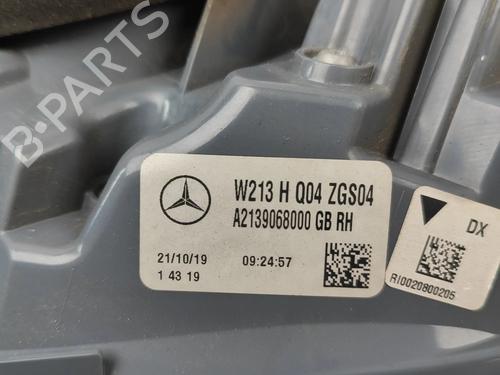 B-PARTS
W213 H Q04 ZGS04
A2139068000 GB RH
21/10/19 09:24:57
1 43 19
DX
RI0020800205